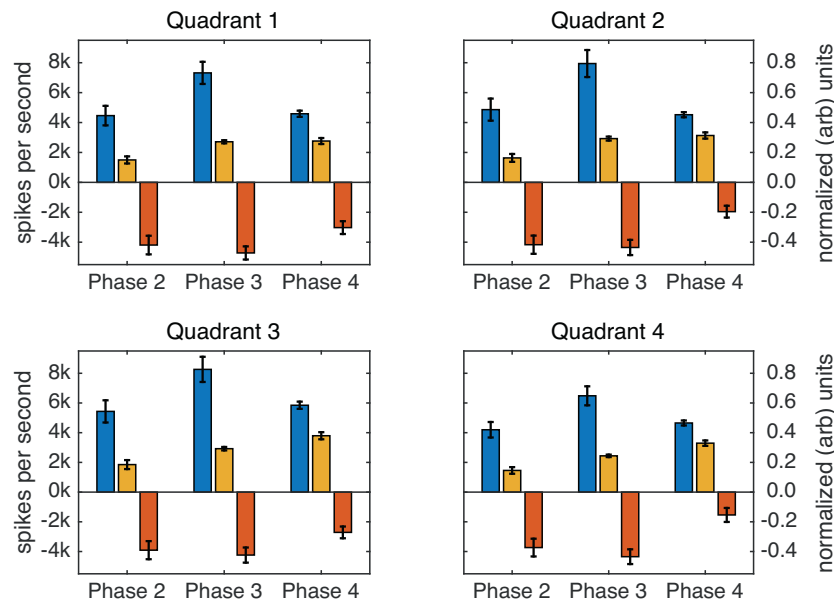 Quadrant 1
Quadrant 2
spikes per second
8k
6k
4k
2k
0k
-2k
-4k
Phase 2 Phase 3 Phase 4
0.8
0.6
0.4
0.2
0.0
-0.2
-0.4
normalized (arb) units
Phase 2 Phase 3 Phase 4
Quadrant 3
Quadrant 4
spikes per second
8k
6k
4k
2k
0k
-2k
-4k
Phase 2 Phase 3 Phase 4
0.8
0.6
0.4
0.2
0.0
-0.2
-0.4
normalized (arb) units
Phase 2 Phase 3 Phase 4